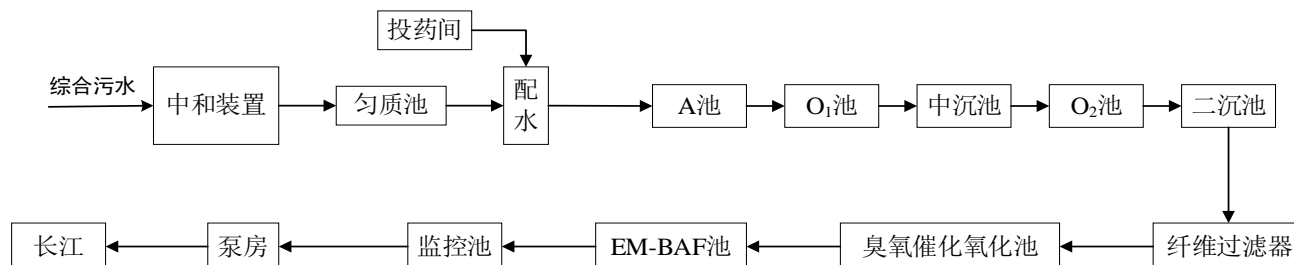 投药间
综合污水
中和装置
匀质池
配
水
A池
O₁池
中沉池
O₂池
二沉池
长江
泵房
监控池
EM-BAF池
臭氧催化氧化池
纤维过滤器